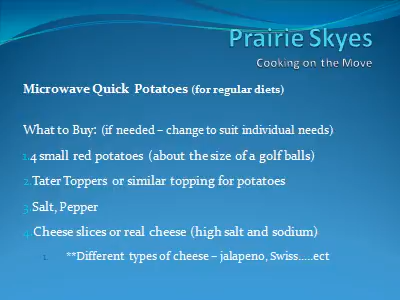 Prairie Skyes
Cooking on the Move
Microwave Quick Potatoes (for regular diets)
What to Buy: (if needed – change to suit individual needs)
1.4 small red potatoes (about the size of a golf balls)
2.Tater Toppers or similar topping for potatoes
3.Salt, Pepper
4.Cheese slices or real cheese (high salt and sodium)
1. **Different types of cheese – jalapeno, Swiss.....ect